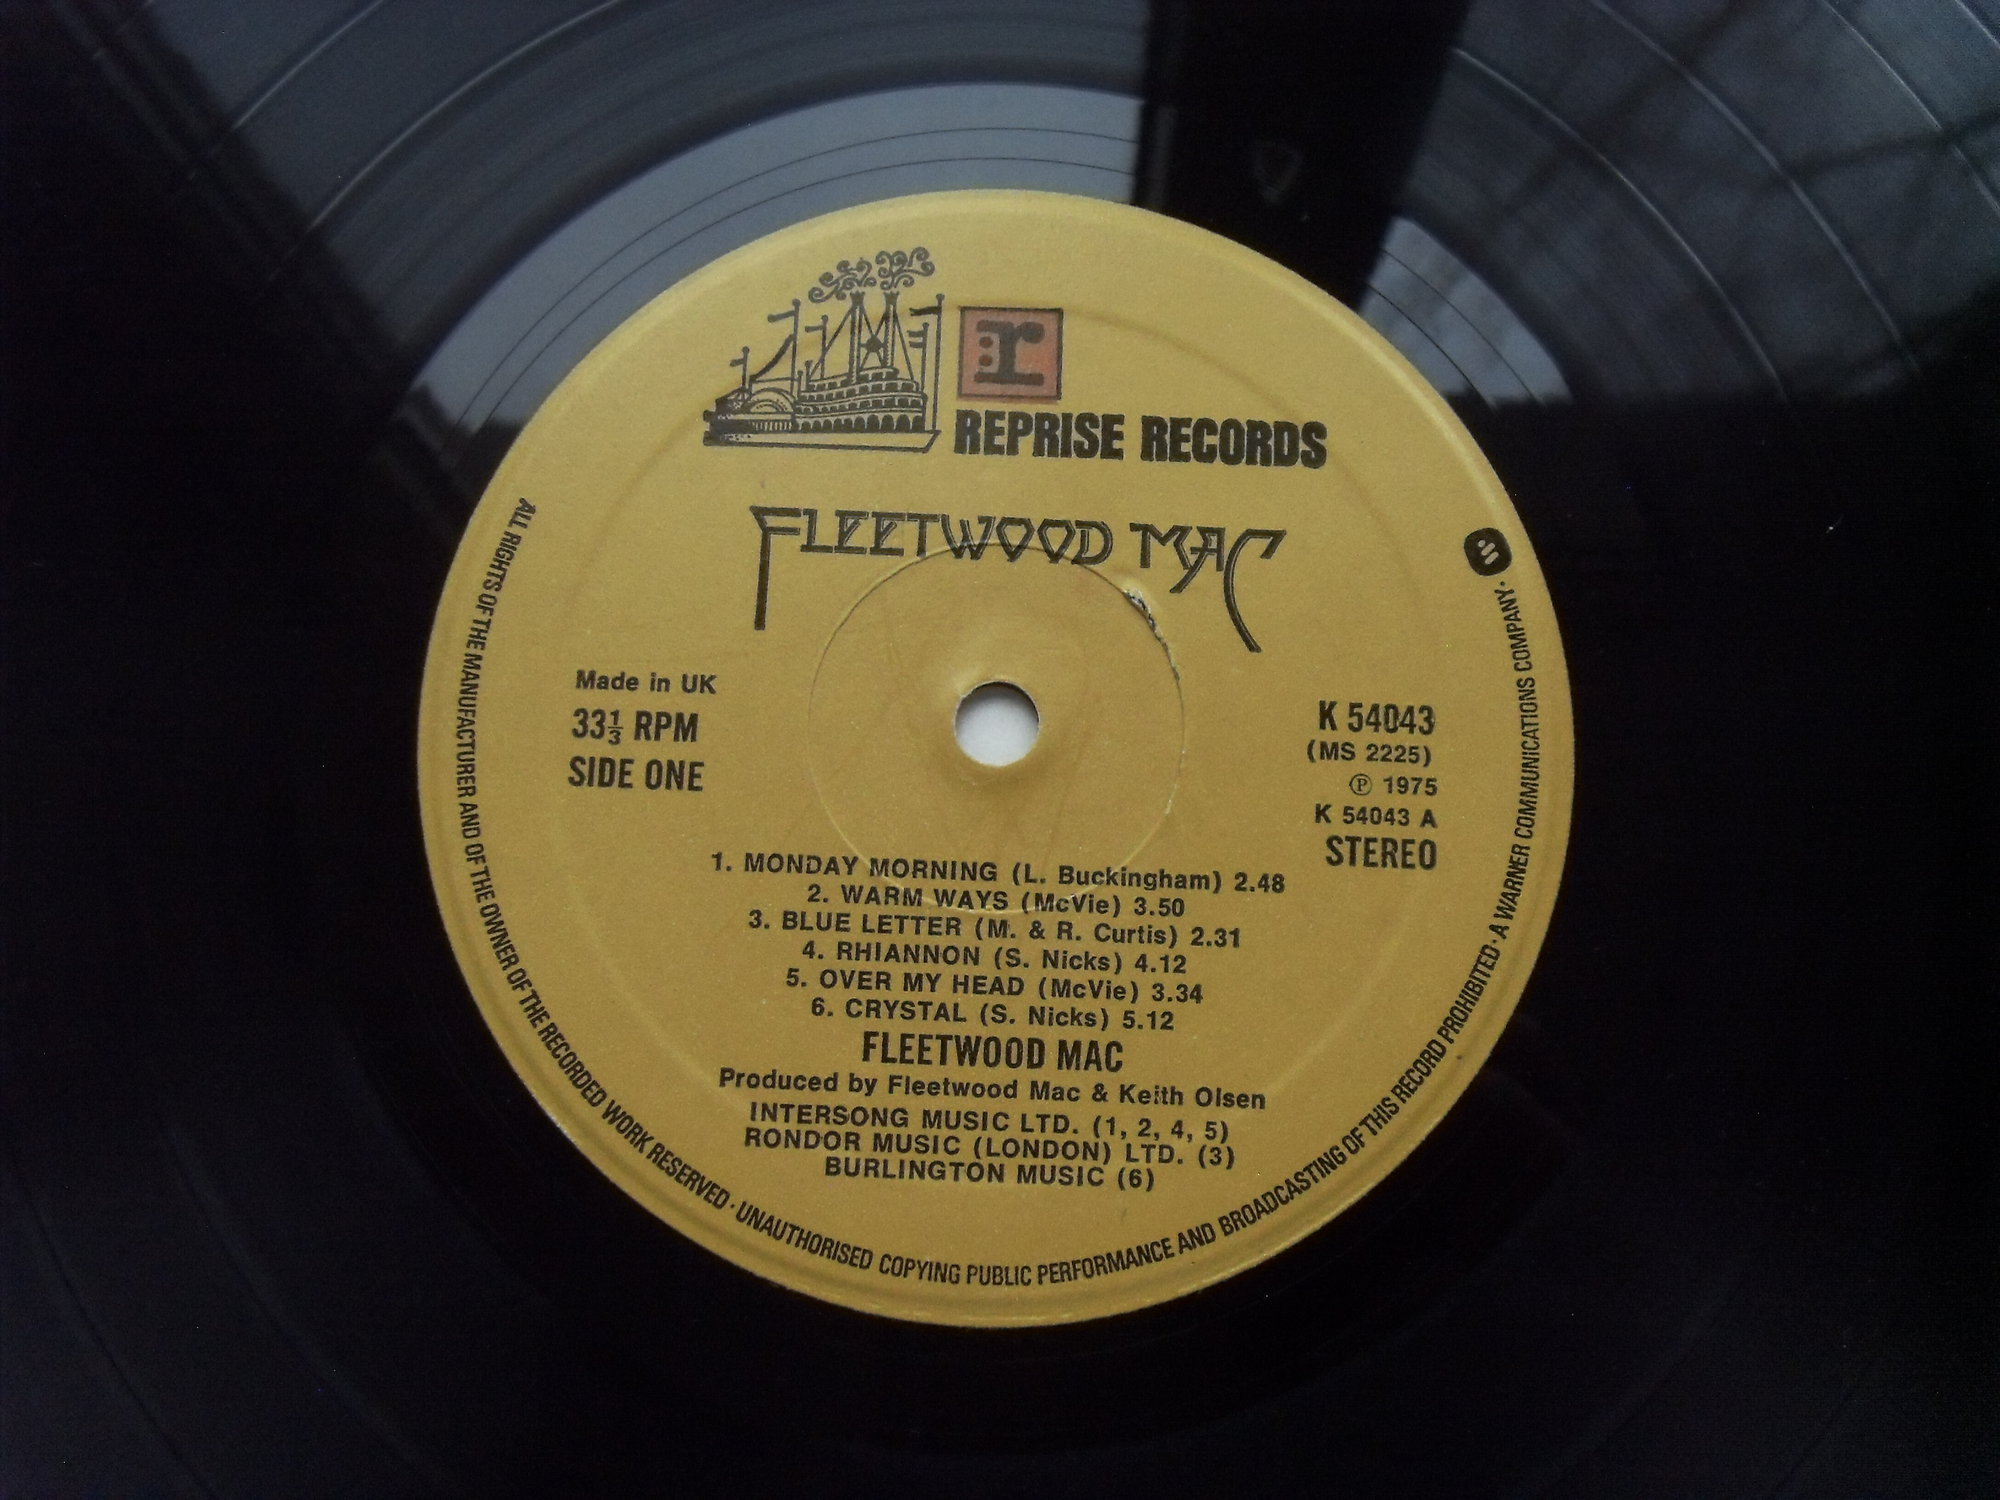 r
REPRISE RECORDS
FLEETWOOD MAC
Made in UK
33⅓ RPM
SIDE ONE
K 54043
(MS 2225)
℗ 1975
K 54043 A
STEREO
1. MONDAY MORNING (L. Buckingham) 2.48
2. WARM WAYS (McVie) 3.50
3. BLUE LETTER (M. & R. Curtis) 2.31
4. RHIANNON (S. Nicks) 4.12
5. OVER MY HEAD (McVie) 3.34
6. CRYSTAL (S. Nicks) 5.12
FLEETWOOD MAC
Produced by Fleetwood Mac & Keith Olsen
INTERSONG MUSIC LTD. (1, 2, 4, 5)
RONDOR MUSIC (LONDON) LTD. (3)
BURLINGTON MUSIC (6)
ALL RIGHTS OF THE MANUFACTURER AND OF THE OWNER OF THE RECORDED WORK RESERVED · UNAUTHORISED COPYING PUBLIC PERFORMANCE AND BROADCASTING OF THIS RECORD PROHIBITED · A WARNER COMMUNICATIONS COMPANY ·